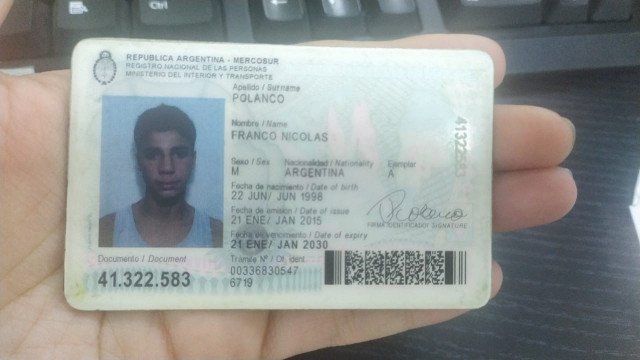 REPUBLICA ARGENTINA - MERCOSUR
REGISTRO NACIONAL DE LAS PERSONAS
MINISTERIO DEL INTERIOR Y TRANSPORTE
Apellido / Surname
POLANCO
Nombre / Name
FRANCO NICOLAS
Sexo / Sex Nacionalidad / Nationality Ejemplar
M ARGENTINA A
Fecha de nacimiento / Date of birth
22 JUN/ JUN 1998
Fecha de emisión / Date of issue
21 ENE/ JAN 2015
Fecha de vencimiento / Date of expiry
21 ENE/ JAN 2030
FIRMA IDENTIFICADO/ SIGNATURE
Documento / Document
41.322.583
Tramite Nº / Of. ident.
00336830547
6719
41322583
Ctrl